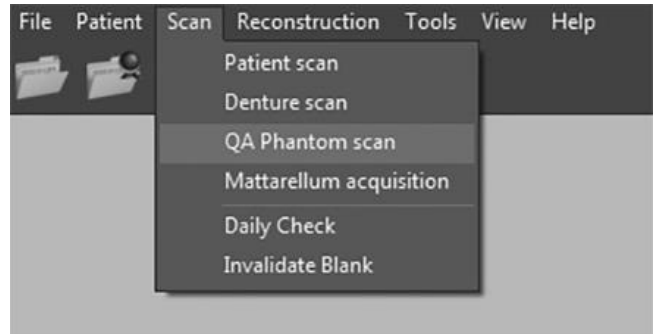 File Patient Scan Reconstruction Tools View Help
Patient scan
Denture scan
QA Phantom scan
Mattarellum acquisition
Daily Check
Invalidate Blank